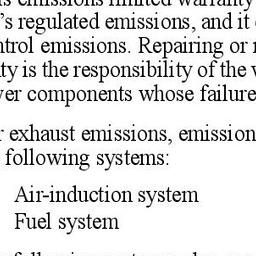 emissions limited warranty
's regulated emissions, and it
ntrol emissions. Repairing or
ty is the responsibility of the
ver components whose failure
exhaust emissions, emission
following systems:
Air-induction system
Fuel system